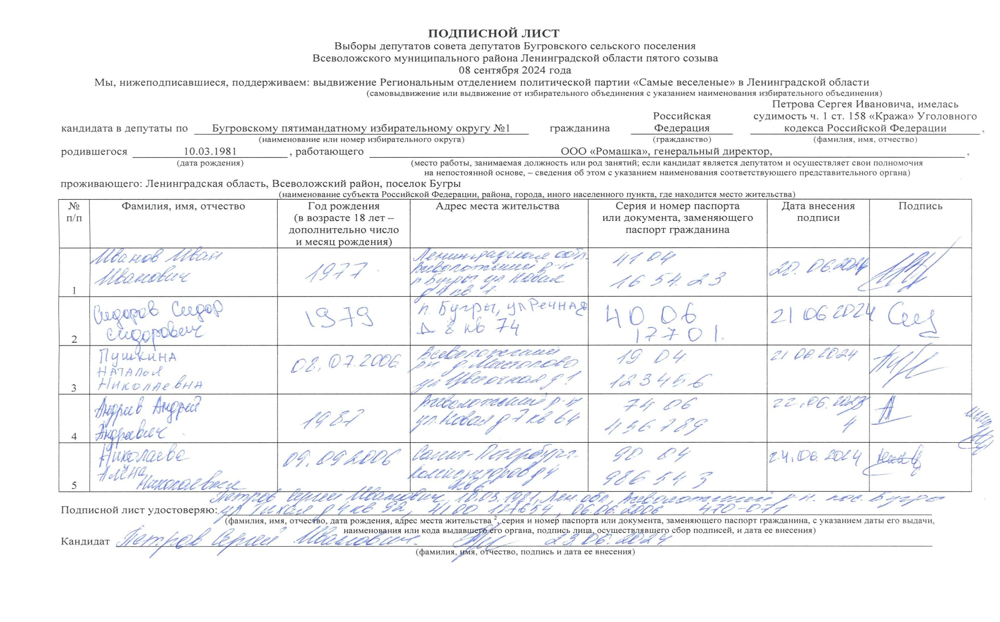 ПОДПИСНОЙ ЛИСТ
Выборы депутатов совета депутатов Бугровского сельского поселения
Всеволожского муниципального района Ленинградской области пятого созыва
08 сентября 2024 года
Мы, нижеподписавшиеся, поддерживаем: выдвижение Региональным отделением политической партии «Самые веселеные» в Ленинградской области
(самовыдвижение или выдвижение от избирательного объединения с указанием наименования избирательного объединения)
Петрова Сергея Ивановича, имелась
Российская судимость ч. 1 ст. 158 «Кража» Уголовного
кандидата в депутаты по Бугровскому пятимандатному избирательному округу №1 гражданина Федерация кодекса Российской Федерации ,
(наименование или номер избирательного округа) (гражданство) (фамилия, имя, отчество)
родившегося 10.03.1981 , работающего ООО «Ромашка», генеральный директор, ,
(дата рождения) (место работы, занимаемая должность или род занятий; если кандидат является депутатом и осуществляет свои полномочия
на непостоянной основе, – сведения об этом с указанием наименования соответствующего представительного органа)
проживающего: Ленинградская область, Всеволожский район, поселок Бугры
(наименование субъекта Российской Федерации, района, города, иного населенного пункта, где находится место жительства)
№ п/п
Фамилия, имя, отчество
Год рождения
(в возрасте 18 лет –
дополнительно число
и месяц рождения)
Адрес места жительства
Серия и номер паспорта
или документа, заменяющего
паспорт гражданина
Дата внесения
подписи
Подпись
1
Иванов Иван
Иванович
1977
Ленинградская обл.
Всеволожский р-н
п. Бугры ул Новая
д 4 кв 1
41 04
16 54 23
20.06.2024
2
Сидоров Сидор
Сидорович
1979
п. Бугры, ул Речная
д 8 кв 74
40 06
17701.
21 06 2024
3
Пушкина
Наталья
Николаевна
08.07.2006
Всеволожский
рн д.
ул Цветочная д 1
19 04
123456
21 06.2024
4
Андрив Андрей
Андревич
1987
Всеволожский р-н
ул. Новая д 7 кв 64
74 06
456789
22.06.2023
4
5
Николаева
Алёна
Николаевна
09.09 2006
Санкт-Петербург
Композиторов д 4
кв 6
90 04
986543
24.06.2024
Петров Сергей Иванович, 10.03.1981, Лен. обл, Всеволожский р-н. пос. Бугры
Подписной лист удостоверяю: ул Тихая д 4 кв 92, 4100 127654, 06.06.2006 470-071
(фамилия, имя, отчество, дата рождения, адрес места жительства ², серия и номер паспорта или документа, заменяющего паспорт гражданина, с указанием даты его выдачи,
наименования или кода выдавшего его органа, подпись лица, осуществлявшего сбор подписей, и дата ее внесения)
Кандидат Петров Сергей Иванович. 23.06.2024
(фамилия, имя, отчество, подпись и дата ее внесения)